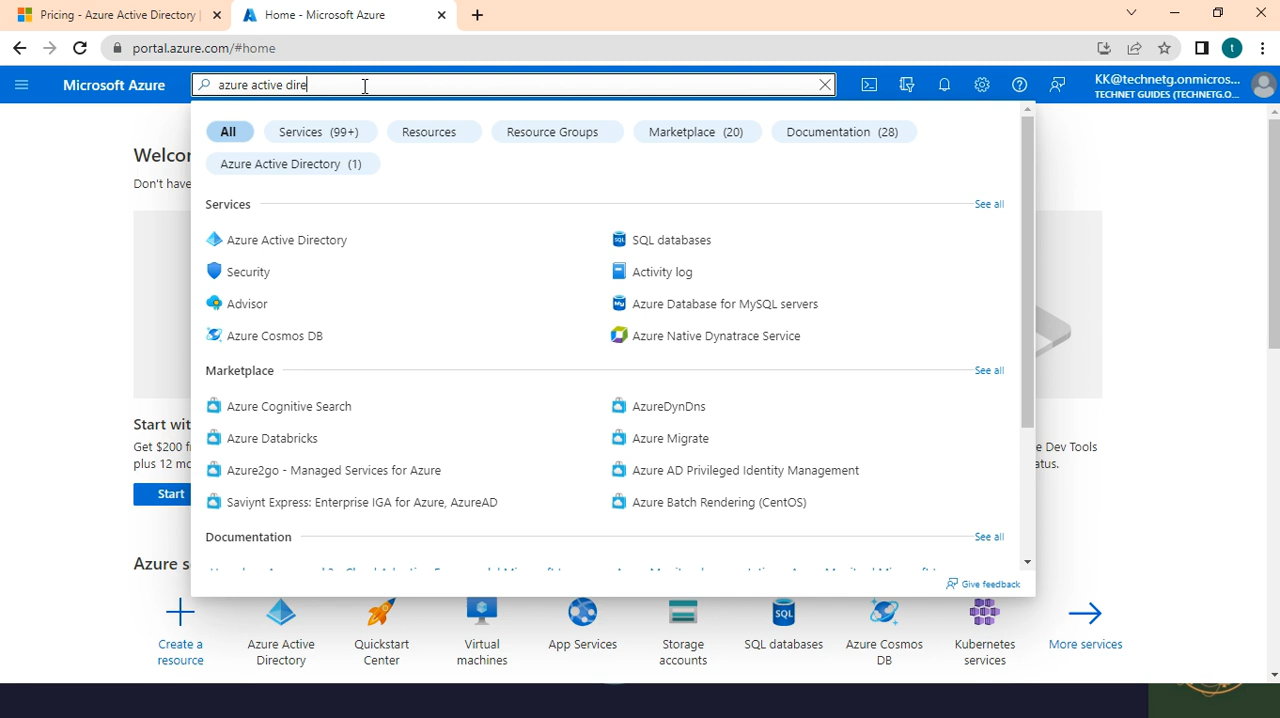 Pricing - Azure Active Directory
Home - Microsoft Azure
portal.azure.com/#home
t
Microsoft Azure
azure active dire
KK@technetg.onmicros...
TECHNET GUIDES (TECHNETG.O...
All
Services (99+)
Resources
Resource Groups
Marketplace (20)
Documentation (28)
Azure Active Directory (1)
Welco
Don't have
Services
See all
Azure Active Directory
SQL databases
Security
Activity log
Advisor
Azure Database for MySQL servers
Azure Cosmos DB
Azure Native Dynatrace Service
Marketplace
See all
Azure Cognitive Search
AzureDynDns
Azure Databricks
Azure Migrate
Azure2go - Managed Services for Azure
Azure AD Privileged Identity Management
Saviynt Express: Enterprise IGA for Azure, AzureAD
Azure Batch Rendering (CentOS)
Documentation
See all
Give feedback
Start wit
Get $200 f
plus 12 mo
Start
e Dev Tools
atus.
Azure s
Create a
resource
Azure Active
Directory
Quickstart
Center
Virtual
machines
App Services
Storage
accounts
SQL databases
Azure Cosmos
DB
Kubernetes
services
More services